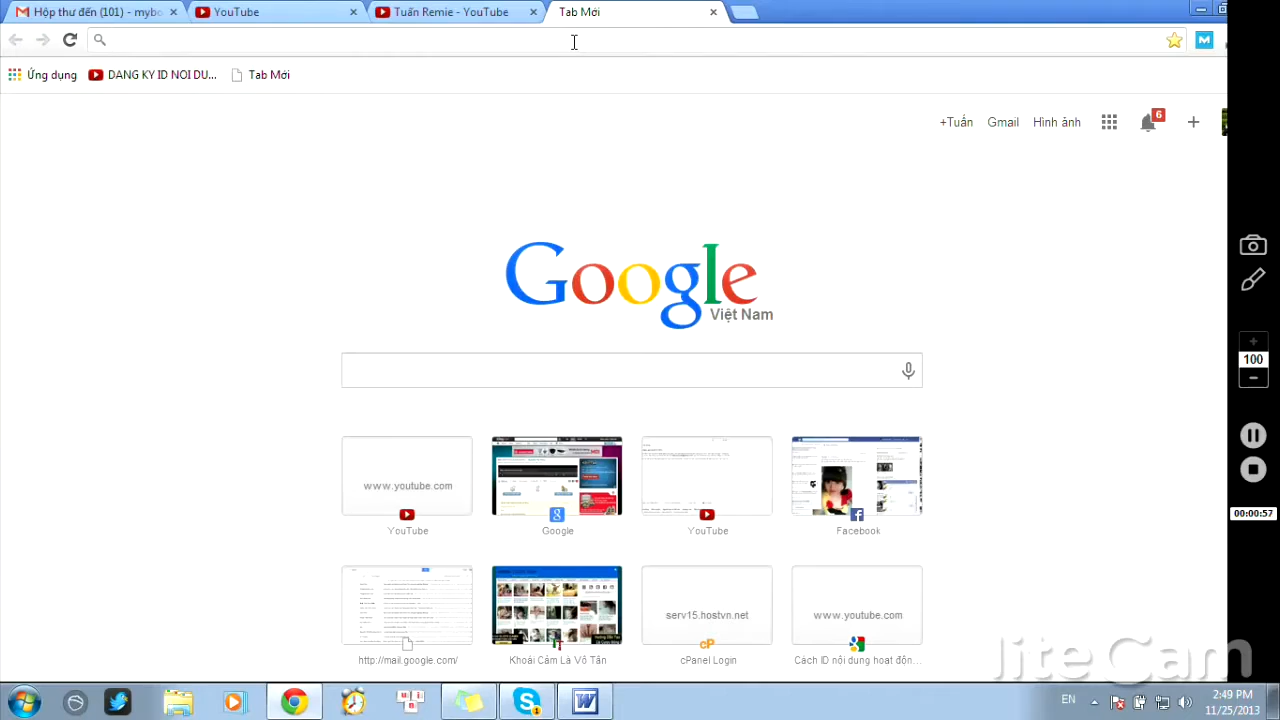 Hộp thư đến (101) - mybo
YouTube
Tuấn Remie - YouTube
Tab Mới
Ứng dụng
DANG KY ID NOI DU...
Tab Mới
+Tuấn
Gmail
Hình ảnh
6
Google
Việt Nam
100
00:00:57
www.youtube.com
YouTube
Google
YouTube
Facebook
serv15.hostvn.net
www.youtube.com
http://mail.google.com/
Khoái Cảm Là Vô Tân
cPanel Login
Cách ID nội dung hoạt độn...
liteCam
EN
2:49 PM
11/25/2013